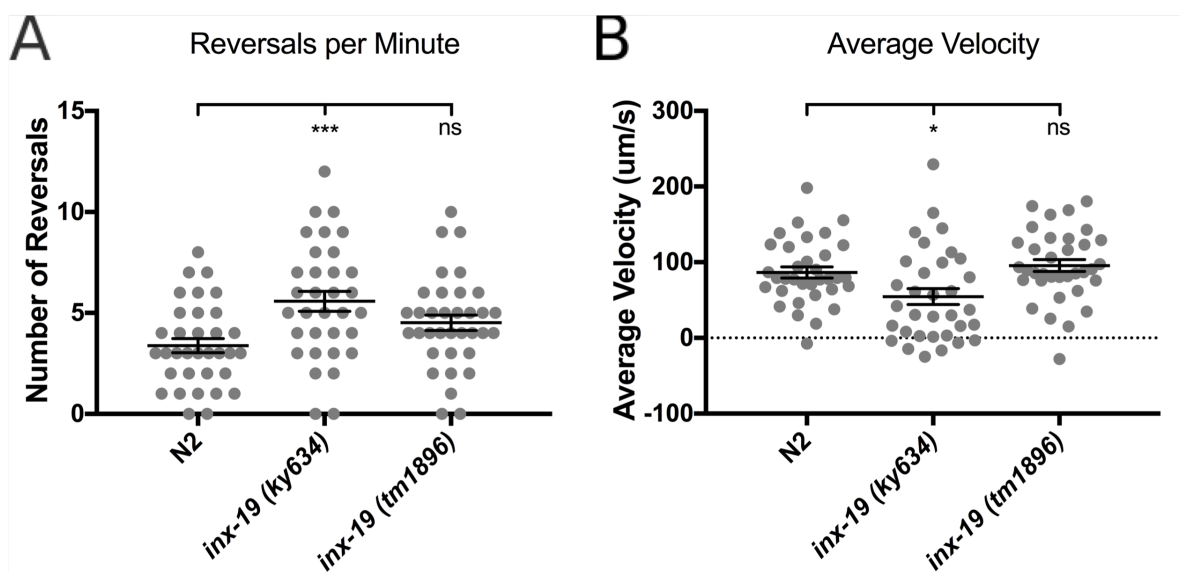 A
Reversals per Minute
Number of Reversals
15
10
5
0
***
ns
N2
inx-19 (ky634)
inx-19 (tm1896)
B
Average Velocity
Average Velocity (um/s)
300
200
100
0
-100
*
ns
N2
inx-19 (ky634)
inx-19 (tm1896)